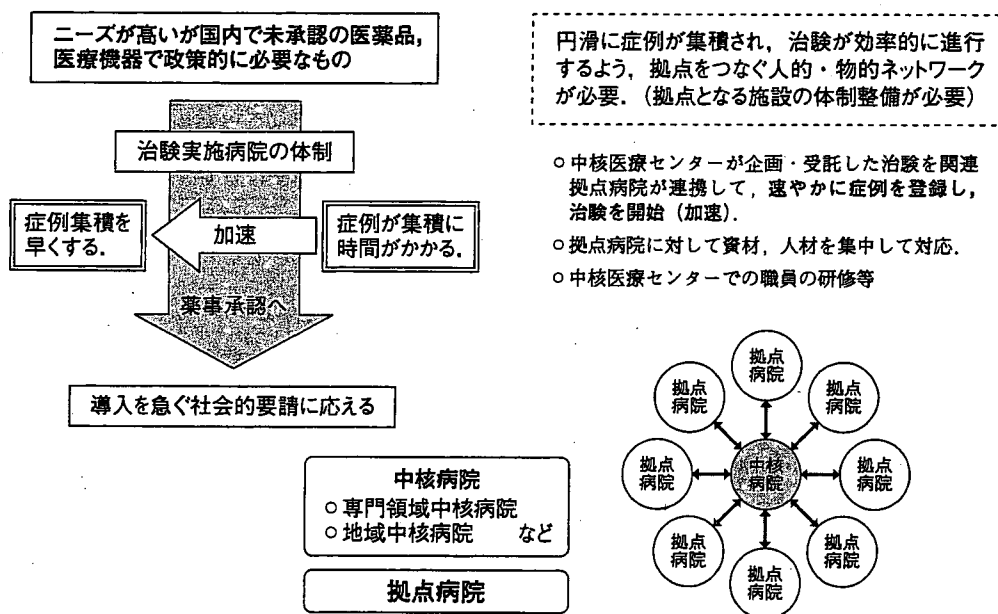 ニーズが高いが国内で未承認の医薬品,
医療機器で政策的に必要なもの
治験実施病院の体制
症例集積を
早くする.
加速
症例が集積に
時間がかかる.
薬事承認へ
導入を急ぐ社会的要請に応える
円滑に症例が集積され, 治験が効率的に進行
するよう, 拠点をつなぐ人的・物的ネットワーク
が必要. (拠点となる施設の体制整備が必要)
○中核医療センターが企画・受託した治験を関連
拠点病院が連携して, 速やかに症例を登録し,
治験を開始 (加速).
○拠点病院に対して資材, 人材を集中して対応.
○中核医療センターでの職員の研修等
拠点
病院
拠点
病院
拠点
病院
拠点
病院
中核
病院
拠点
病院
拠点
病院
拠点
病院
拠点
病院
中核病院
○専門領域中核病院
○地域中核病院 など
拠点病院